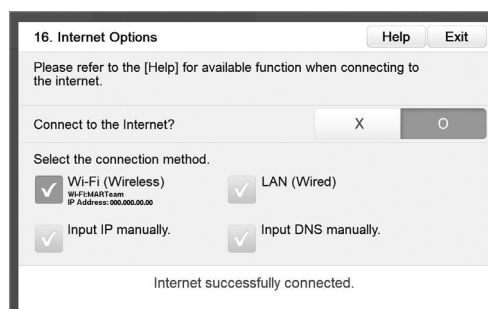 16. Internet Options
Help
Exit
Please refer to the [Help] for available function when connecting to
the internet.
Connect to the Internet?
X
O
Select the connection method.
Wi-Fi (Wireless)
Wi-Fi:MARTeam
IP Address: 000.000.00.00
LAN (Wired)
Input IP manually.
Input DNS manually.
Internet successfully connected.